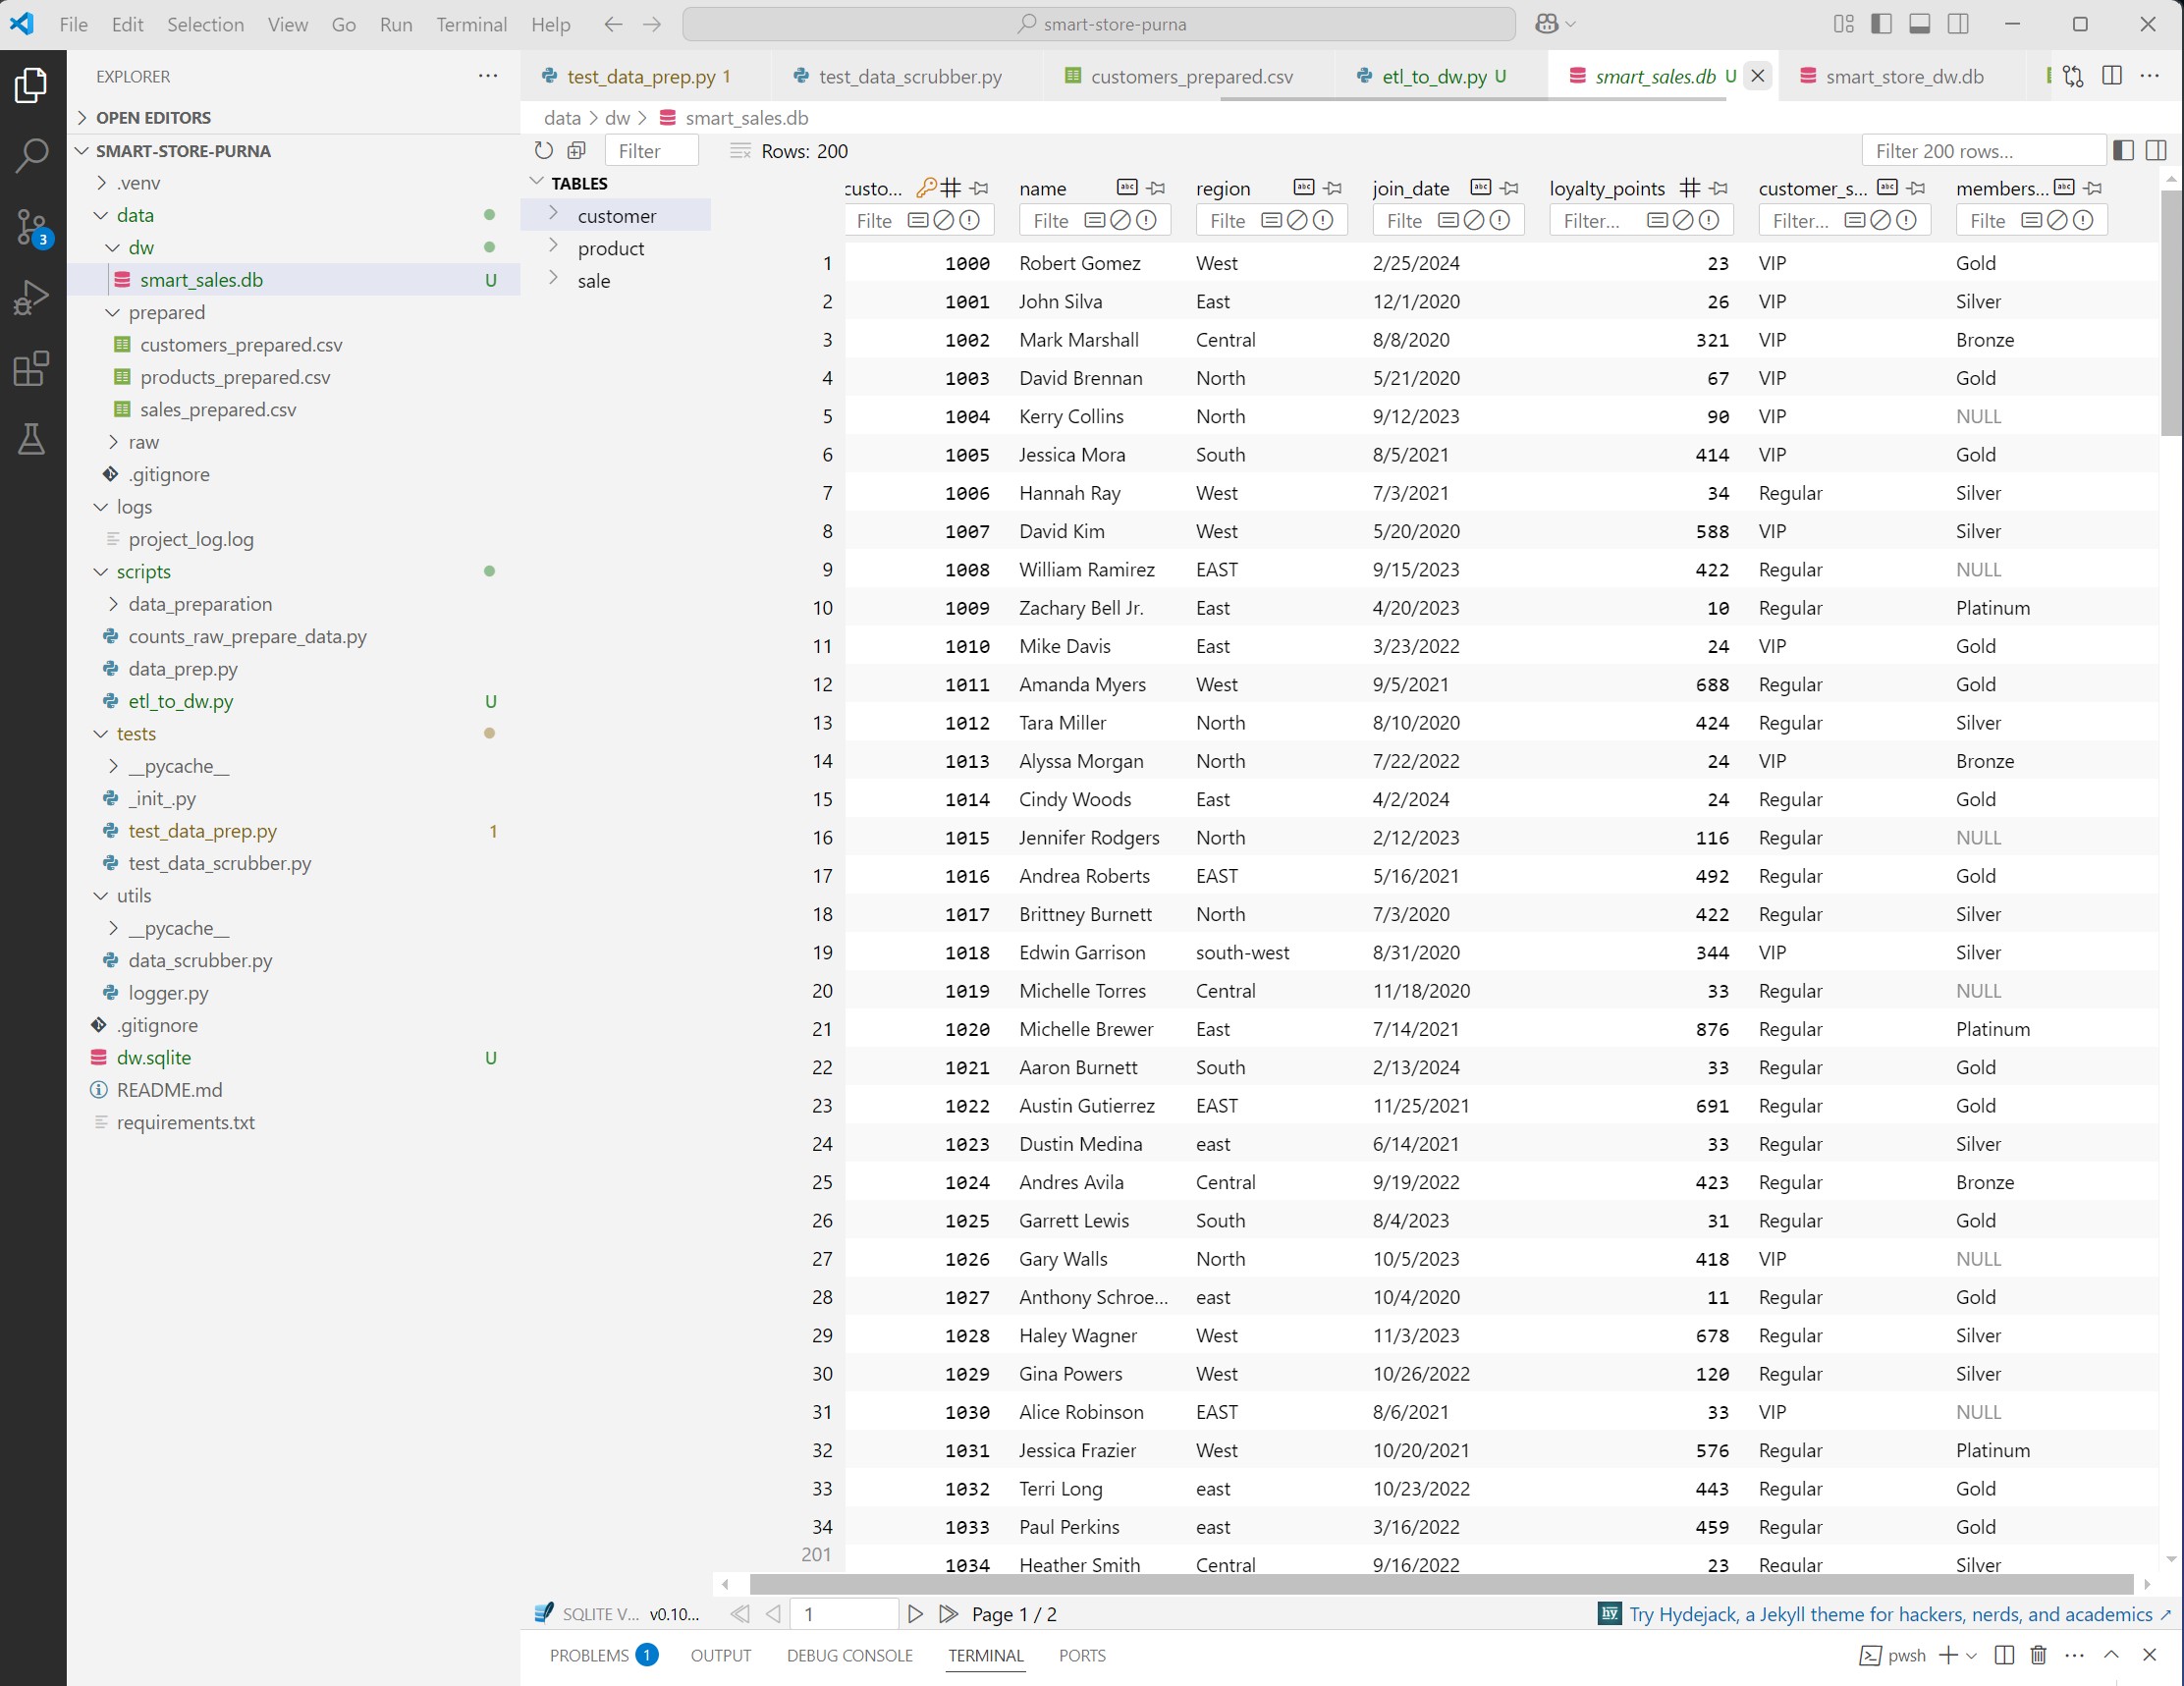 File Edit Selection View Go Run Terminal Help smart-store-purna
EXPLORER
OPEN EDITORS
SMART-STORE-PURNA
.venv
data
dw
smart_sales.db U
prepared
customers_prepared.csv
products_prepared.csv
sales_prepared.csv
raw
.gitignore
logs
project_log.log
scripts
data_preparation
counts_raw_prepare_data.py
data_prep.py
etl_to_dw.py U
tests
__pycache__
_init_.py
test_data_prep.py 1
test_data_scrubber.py
utils
__pycache__
data_scrubber.py
logger.py
.gitignore
dw.sqlite U
README.md
requirements.txt
3
test_data_prep.py 1 test_data_scrubber.py customers_prepared.csv etl_to_dw.py U smart_sales.db U smart_store_dw.db
data > dw > smart_sales.db
Filter Rows: 200 Filter 200 rows...
TABLES
customer
product
sale
custo... name region join_date loyalty_points customer_s... members...
Filte Filte Filte Filte Filter... Filter... Filte
1 1000 Robert Gomez West 2/25/2024 23 VIP Gold
2 1001 John Silva East 12/1/2020 26 VIP Silver
3 1002 Mark Marshall Central 8/8/2020 321 VIP Bronze
4 1003 David Brennan North 5/21/2020 67 VIP Gold
5 1004 Kerry Collins North 9/12/2023 90 VIP NULL
6 1005 Jessica Mora South 8/5/2021 414 VIP Gold
7 1006 Hannah Ray West 7/3/2021 34 Regular Silver
8 1007 David Kim West 5/20/2020 588 VIP Silver
9 1008 William Ramirez EAST 9/15/2023 422 Regular NULL
10 1009 Zachary Bell Jr. East 4/20/2023 10 Regular Platinum
11 1010 Mike Davis East 3/23/2022 24 VIP Gold
12 1011 Amanda Myers West 9/5/2021 688 Regular Gold
13 1012 Tara Miller North 8/10/2020 424 Regular Silver
14 1013 Alyssa Morgan North 7/22/2022 24 VIP Bronze
15 1014 Cindy Woods East 4/2/2024 24 Regular Gold
16 1015 Jennifer Rodgers North 2/12/2023 116 Regular NULL
17 1016 Andrea Roberts EAST 5/16/2021 492 Regular Gold
18 1017 Brittney Burnett North 7/3/2020 422 Regular Silver
19 1018 Edwin Garrison south-west 8/31/2020 344 VIP Silver
20 1019 Michelle Torres Central 11/18/2020 33 Regular NULL
21 1020 Michelle Brewer East 7/14/2021 876 Regular Platinum
22 1021 Aaron Burnett South 2/13/2024 33 Regular Gold
23 1022 Austin Gutierrez EAST 11/25/2021 691 Regular Gold
24 1023 Dustin Medina east 6/14/2021 33 Regular Silver
25 1024 Andres Avila Central 9/19/2022 423 Regular Bronze
26 1025 Garrett Lewis South 8/4/2023 31 Regular Gold
27 1026 Gary Walls North 10/5/2023 418 VIP NULL
28 1027 Anthony Schroe... east 10/4/2020 11 Regular Gold
29 1028 Haley Wagner West 11/3/2023 678 Regular Silver
30 1029 Gina Powers West 10/26/2022 120 Regular Silver
31 1030 Alice Robinson EAST 8/6/2021 33 VIP NULL
32 1031 Jessica Frazier West 10/20/2021 576 Regular Platinum
33 1032 Terri Long east 10/23/2022 443 Regular Gold
34 1033 Paul Perkins east 3/16/2022 459 Regular Gold
201 1034 Heather Smith Central 9/16/2022 23 Regular Silver
SQLITE V... v0.10... 1 Page 1 / 2 hy Try Hydejack, a Jekyll theme for hackers, nerds, and academics ↗
PROBLEMS 1 OUTPUT DEBUG CONSOLE TERMINAL PORTS pwsh